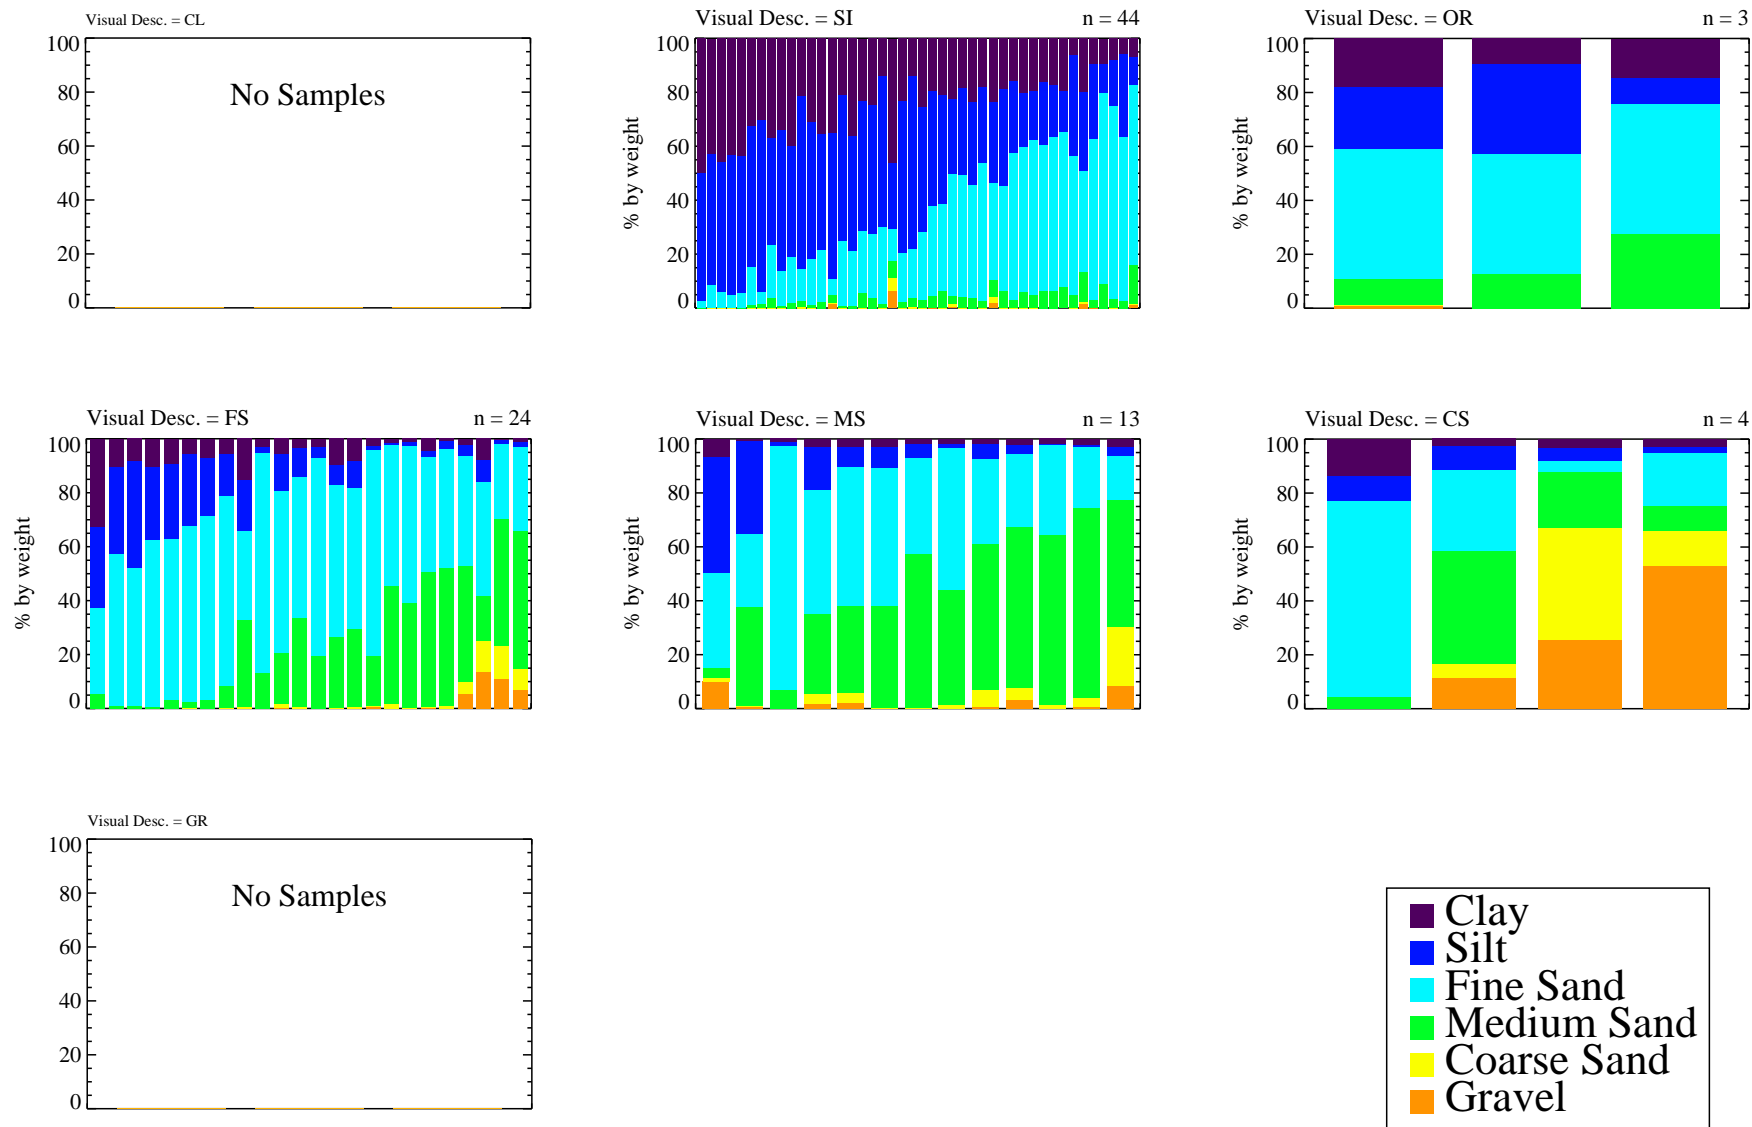 Visual Desc. = CL
100
80
60
40
20
0
No Samples
Visual Desc. = SI
n = 44
% by weight
100
80
60
40
20
0
Visual Desc. = OR
n = 3
% by weight
100
80
60
40
20
0
Visual Desc. = FS
n = 24
% by weight
100
80
60
40
20
0
Visual Desc. = MS
n = 13
% by weight
100
80
60
40
20
0
Visual Desc. = CS
n = 4
% by weight
100
80
60
40
20
0
Visual Desc. = GR
100
80
60
40
20
0
No Samples
Clay
Silt
Fine Sand
Medium Sand
Coarse Sand
Gravel